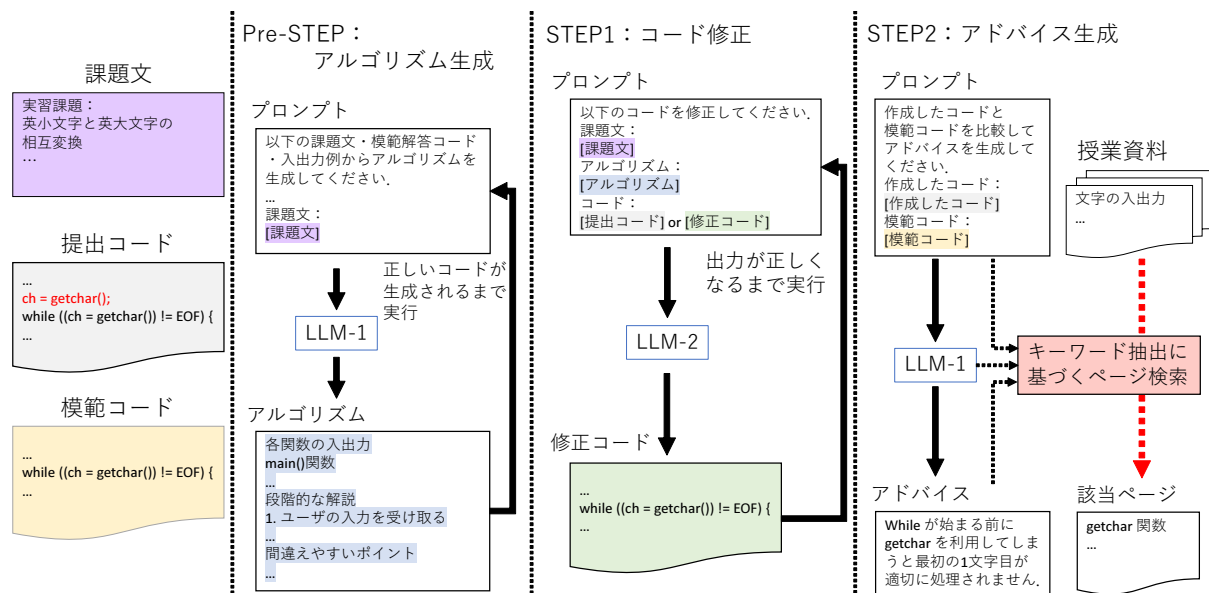 課題文
実習課題：
英小文字と英大文字の
相互変換
…
提出コード
…
ch = getchar();
while ((ch = getchar()) != EOF) {
…
模範コード
…
while ((ch = getchar()) != EOF) {
…
Pre-STEP：
アルゴリズム生成
プロンプト
以下の課題文・模範解答コード
・入出力例からアルゴリズムを
生成してください.
…
課題文：
[課題文]
正しいコードが
生成されるまで
実行
LLM-1
アルゴリズム
各関数の入出力
main()関数
…
段階的な解説
1. ユーザの入力を受け取る
…
間違えやすいポイント
…
STEP1：コード修正
プロンプト
以下のコードを修正してください.
課題文：
[課題文]
アルゴリズム：
[アルゴリズム]
コード：
[提出コード] or [修正コード]
出力が正しく
なるまで実行
LLM-2
修正コード
…
while ((ch = getchar()) != EOF) {
…
STEP2：アドバイス生成
プロンプト
作成したコードと
模範コードを比較して
アドバイスを生成して
ください.
作成したコード：
[作成したコード]
模範コード：
[模範コード]
授業資料
文字の入出力
…
LLM-1
キーワード抽出に
基づくページ検索
アドバイス
While が始まる前に
getchar を利用してしま
うと最初の1文字目が
適切に処理されません.
該当ページ
getchar 関数
…